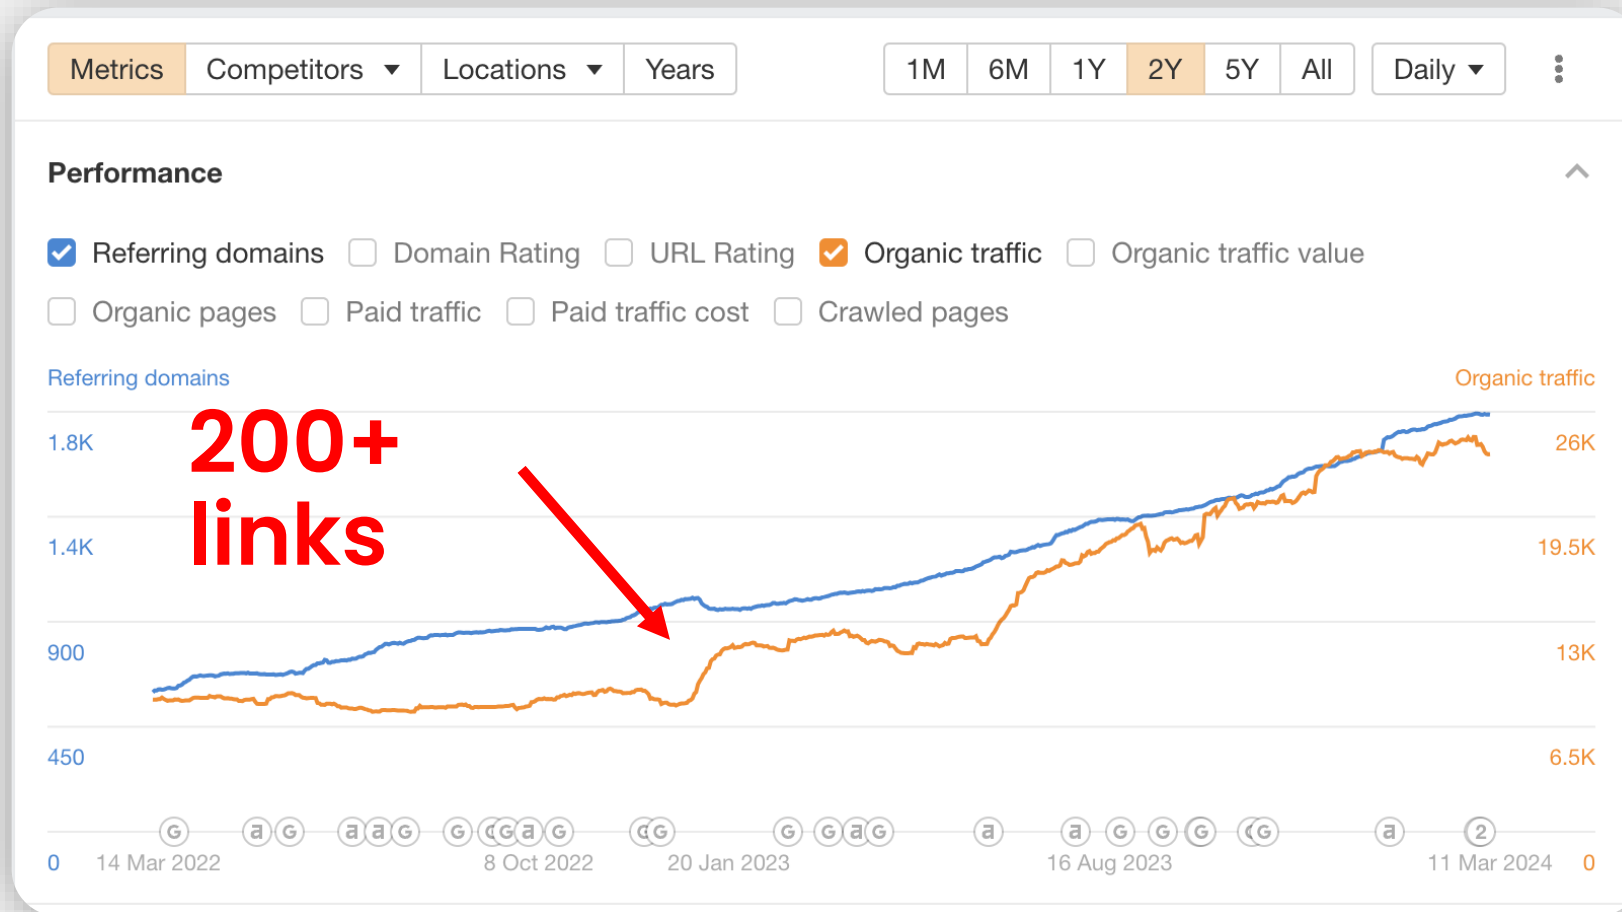 Metrics Competitors Locations Years 1M 6M 1Y 2Y 5Y All Daily
Performance
Referring domains Domain Rating URL Rating Organic traffic Organic traffic value
Organic pages Paid traffic Paid traffic cost Crawled pages
Referring domains Organic traffic
200+
links
1.8K 26K
1.4K 19.5K
900 13K
450 6.5K
G a G a a G G G G a G G G G G a G a a G G G G G a 2
0 14 Mar 2022 8 Oct 2022 20 Jan 2023 16 Aug 2023 11 Mar 2024 0